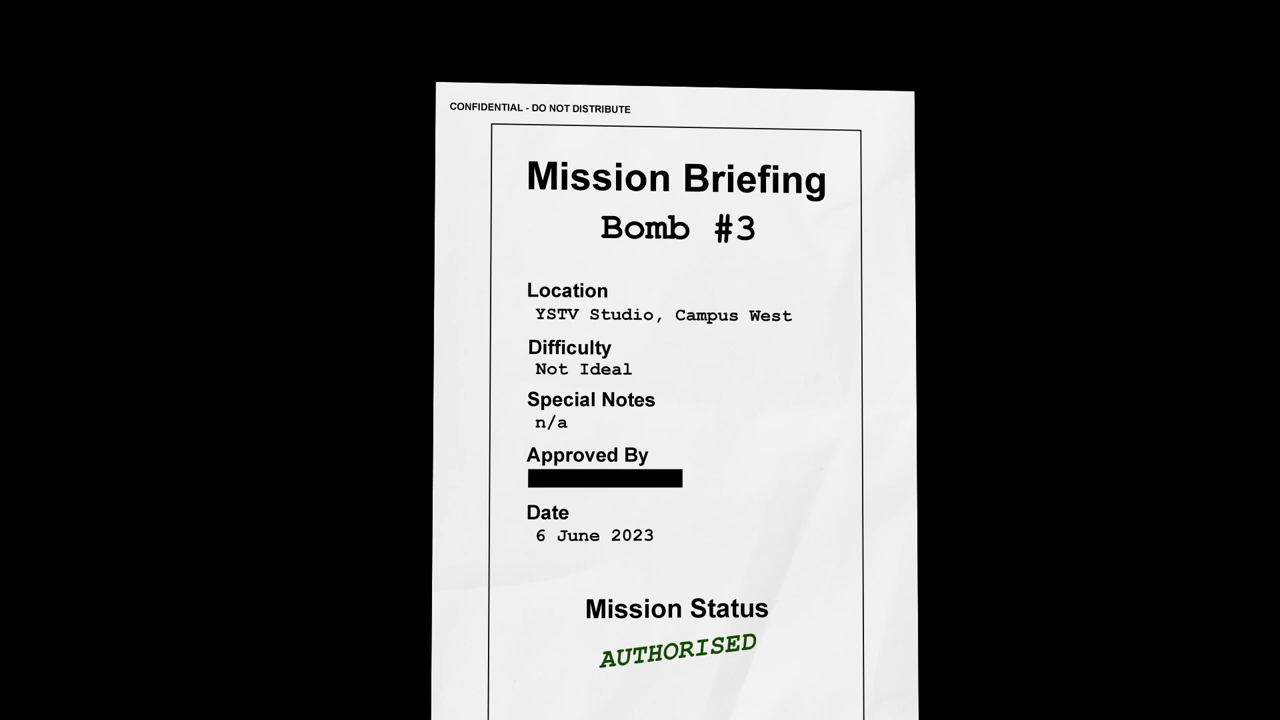 CONFIDENTIAL - DO NOT DISTRIBUTE
Mission Briefing
Bomb #3
Location
YSTV Studio, Campus West
Difficulty
Not Ideal
Special Notes
n/a
Approved By
Date
6 June 2023
Mission Status
AUTHORISED